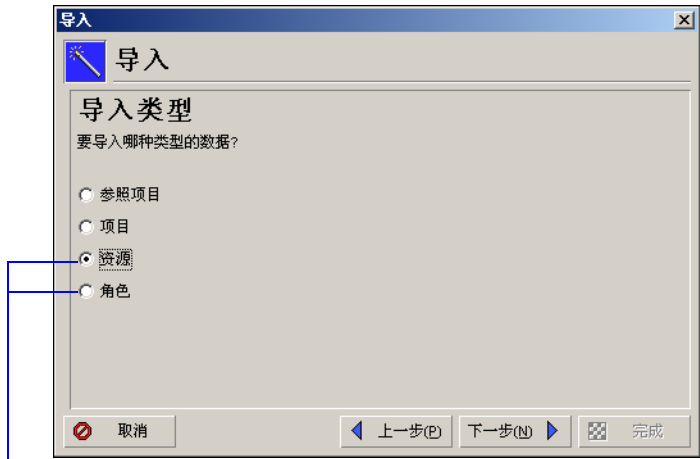 导入
导入
导入类型
要导入哪种类型的数据?
参照项目
项目
资源
角色
取消
上一步(P)
下一步(N)
完成